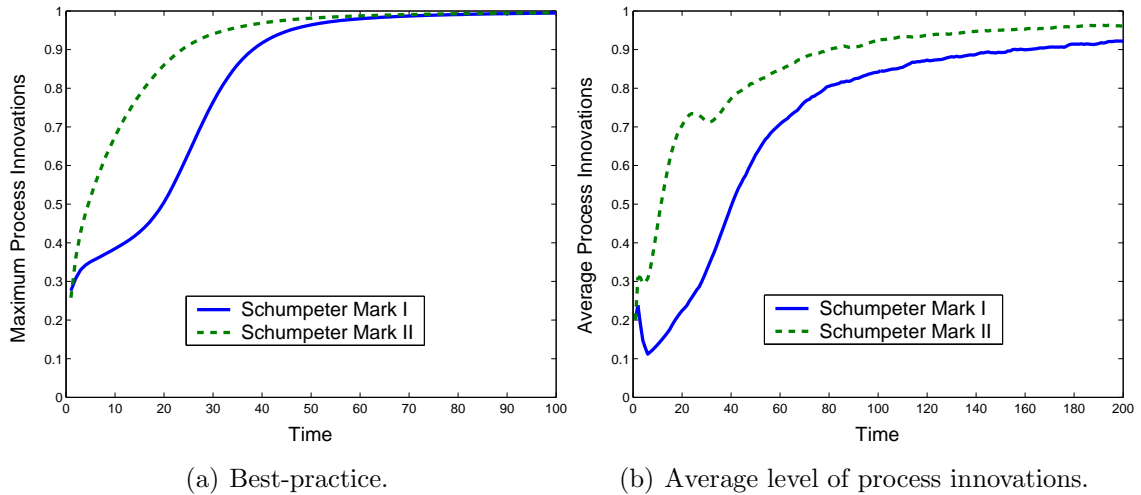 Maximum Process Innovations
1
0.9
0.8
0.7
0.6
0.5
0.4
0.3
0.2
0.1
0
Schumpeter Mark I
Schumpeter Mark II
0 10 20 30 40 50 60 70 80 90 100
Time
(a) Best-practice.
Average Process Innovations
1
0.9
0.8
0.7
0.6
0.5
0.4
0.3
0.2
0.1
0
Schumpeter Mark I
Schumpeter Mark II
0 20 40 60 80 100 120 140 160 180 200
Time
(b) Average level of process innovations.